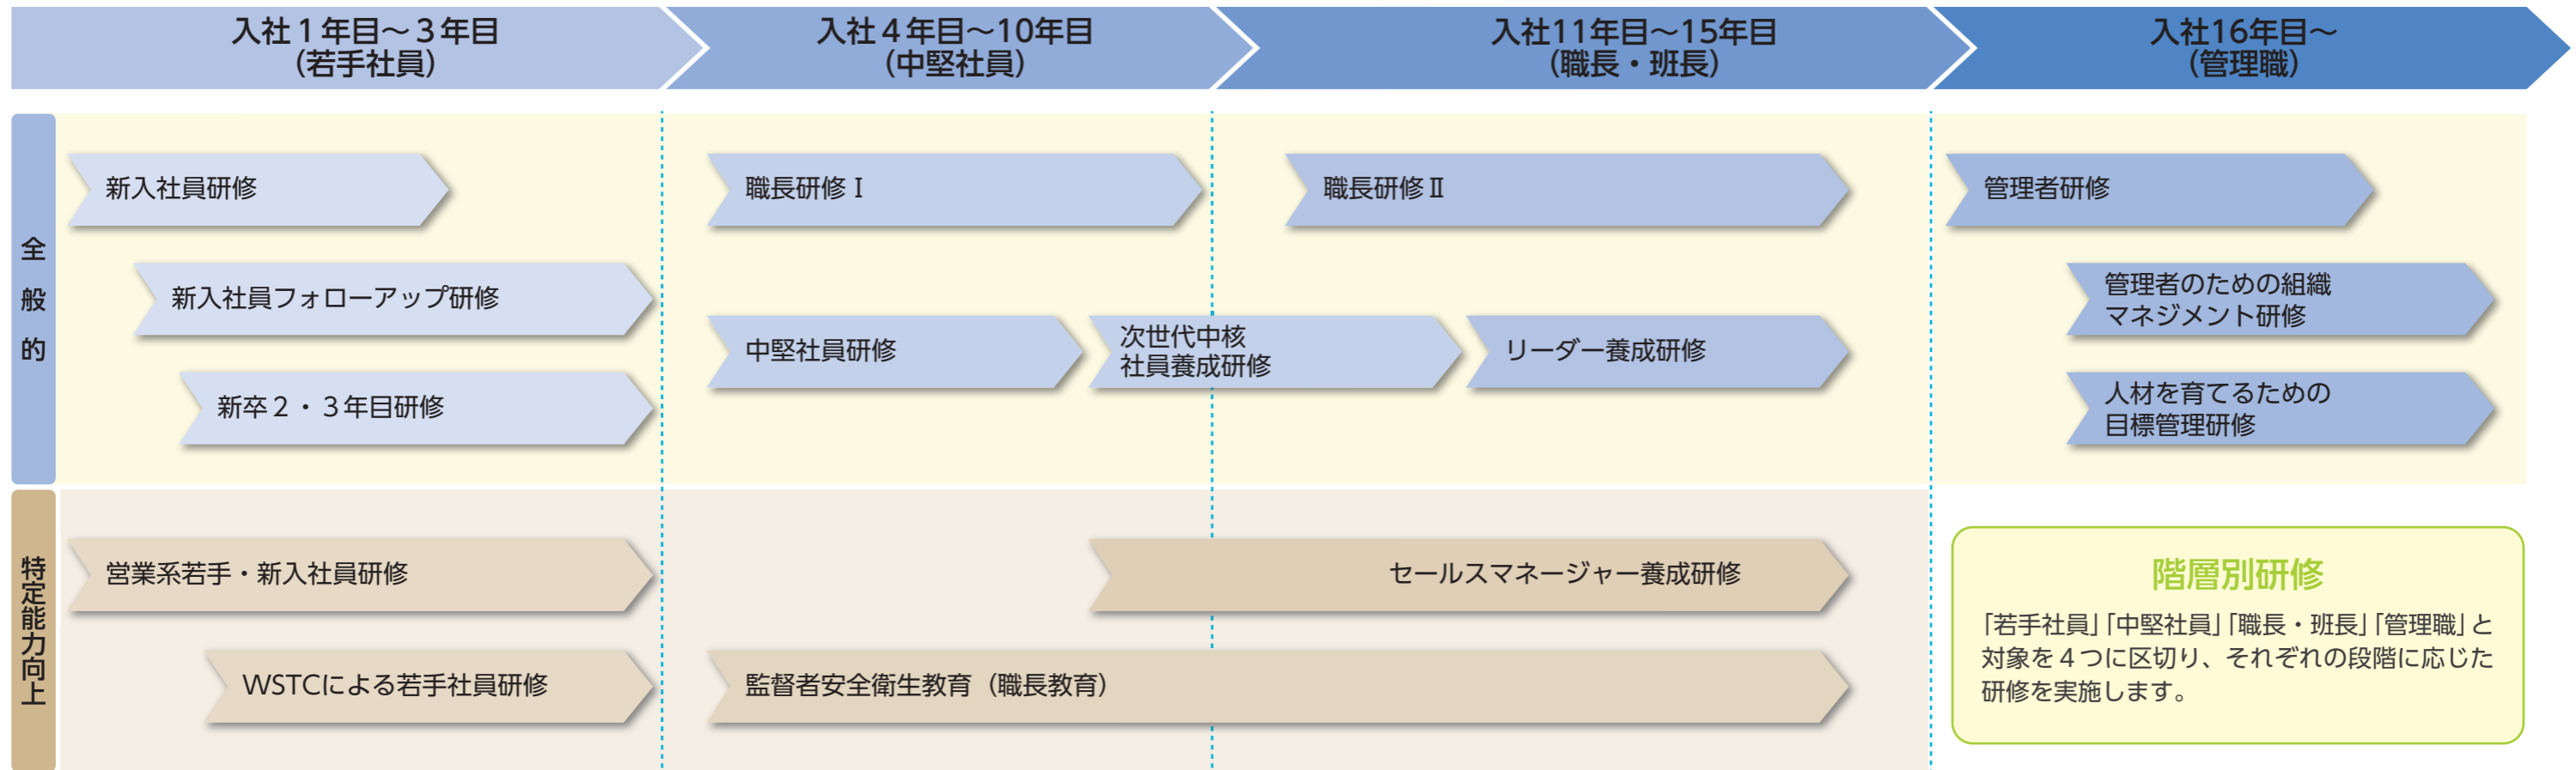 入社１年目～３年目
（若手社員）
入社４年目～10年目
（中堅社員）
入社11年目～15年目
（職長・班長）
入社16年目～
（管理職）
全般的
新入社員研修
職長研修Ⅰ
職長研修Ⅱ
管理者研修
新入社員フォローアップ研修
管理者のための組織
マネジメント研修
中堅社員研修
次世代中核
社員養成研修
リーダー養成研修
新卒２・３年目研修
人材を育てるための
目標管理研修
特定能力向上
営業系若手・新入社員研修
セールスマネージャー養成研修
WSTCによる若手社員研修
監督者安全衛生教育（職長教育）
階層別研修
「若手社員」「中堅社員」「職長・班長」「管理職」と
対象を４つに区切り、それぞれの段階に応じた
研修を実施します。